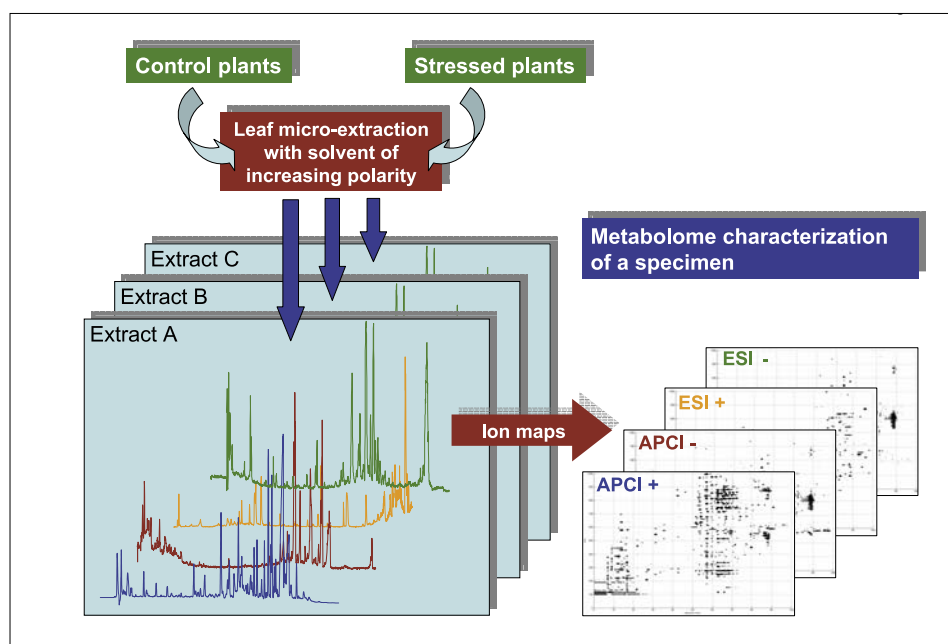 Control plants
Stressed plants
Leaf micro-extraction
with solvent of
increasing polarity
Metabolome characterization
of a specimen
Extract C
Extract B
Extract A
Ion maps
ESI -
ESI +
APCI -
APCI +